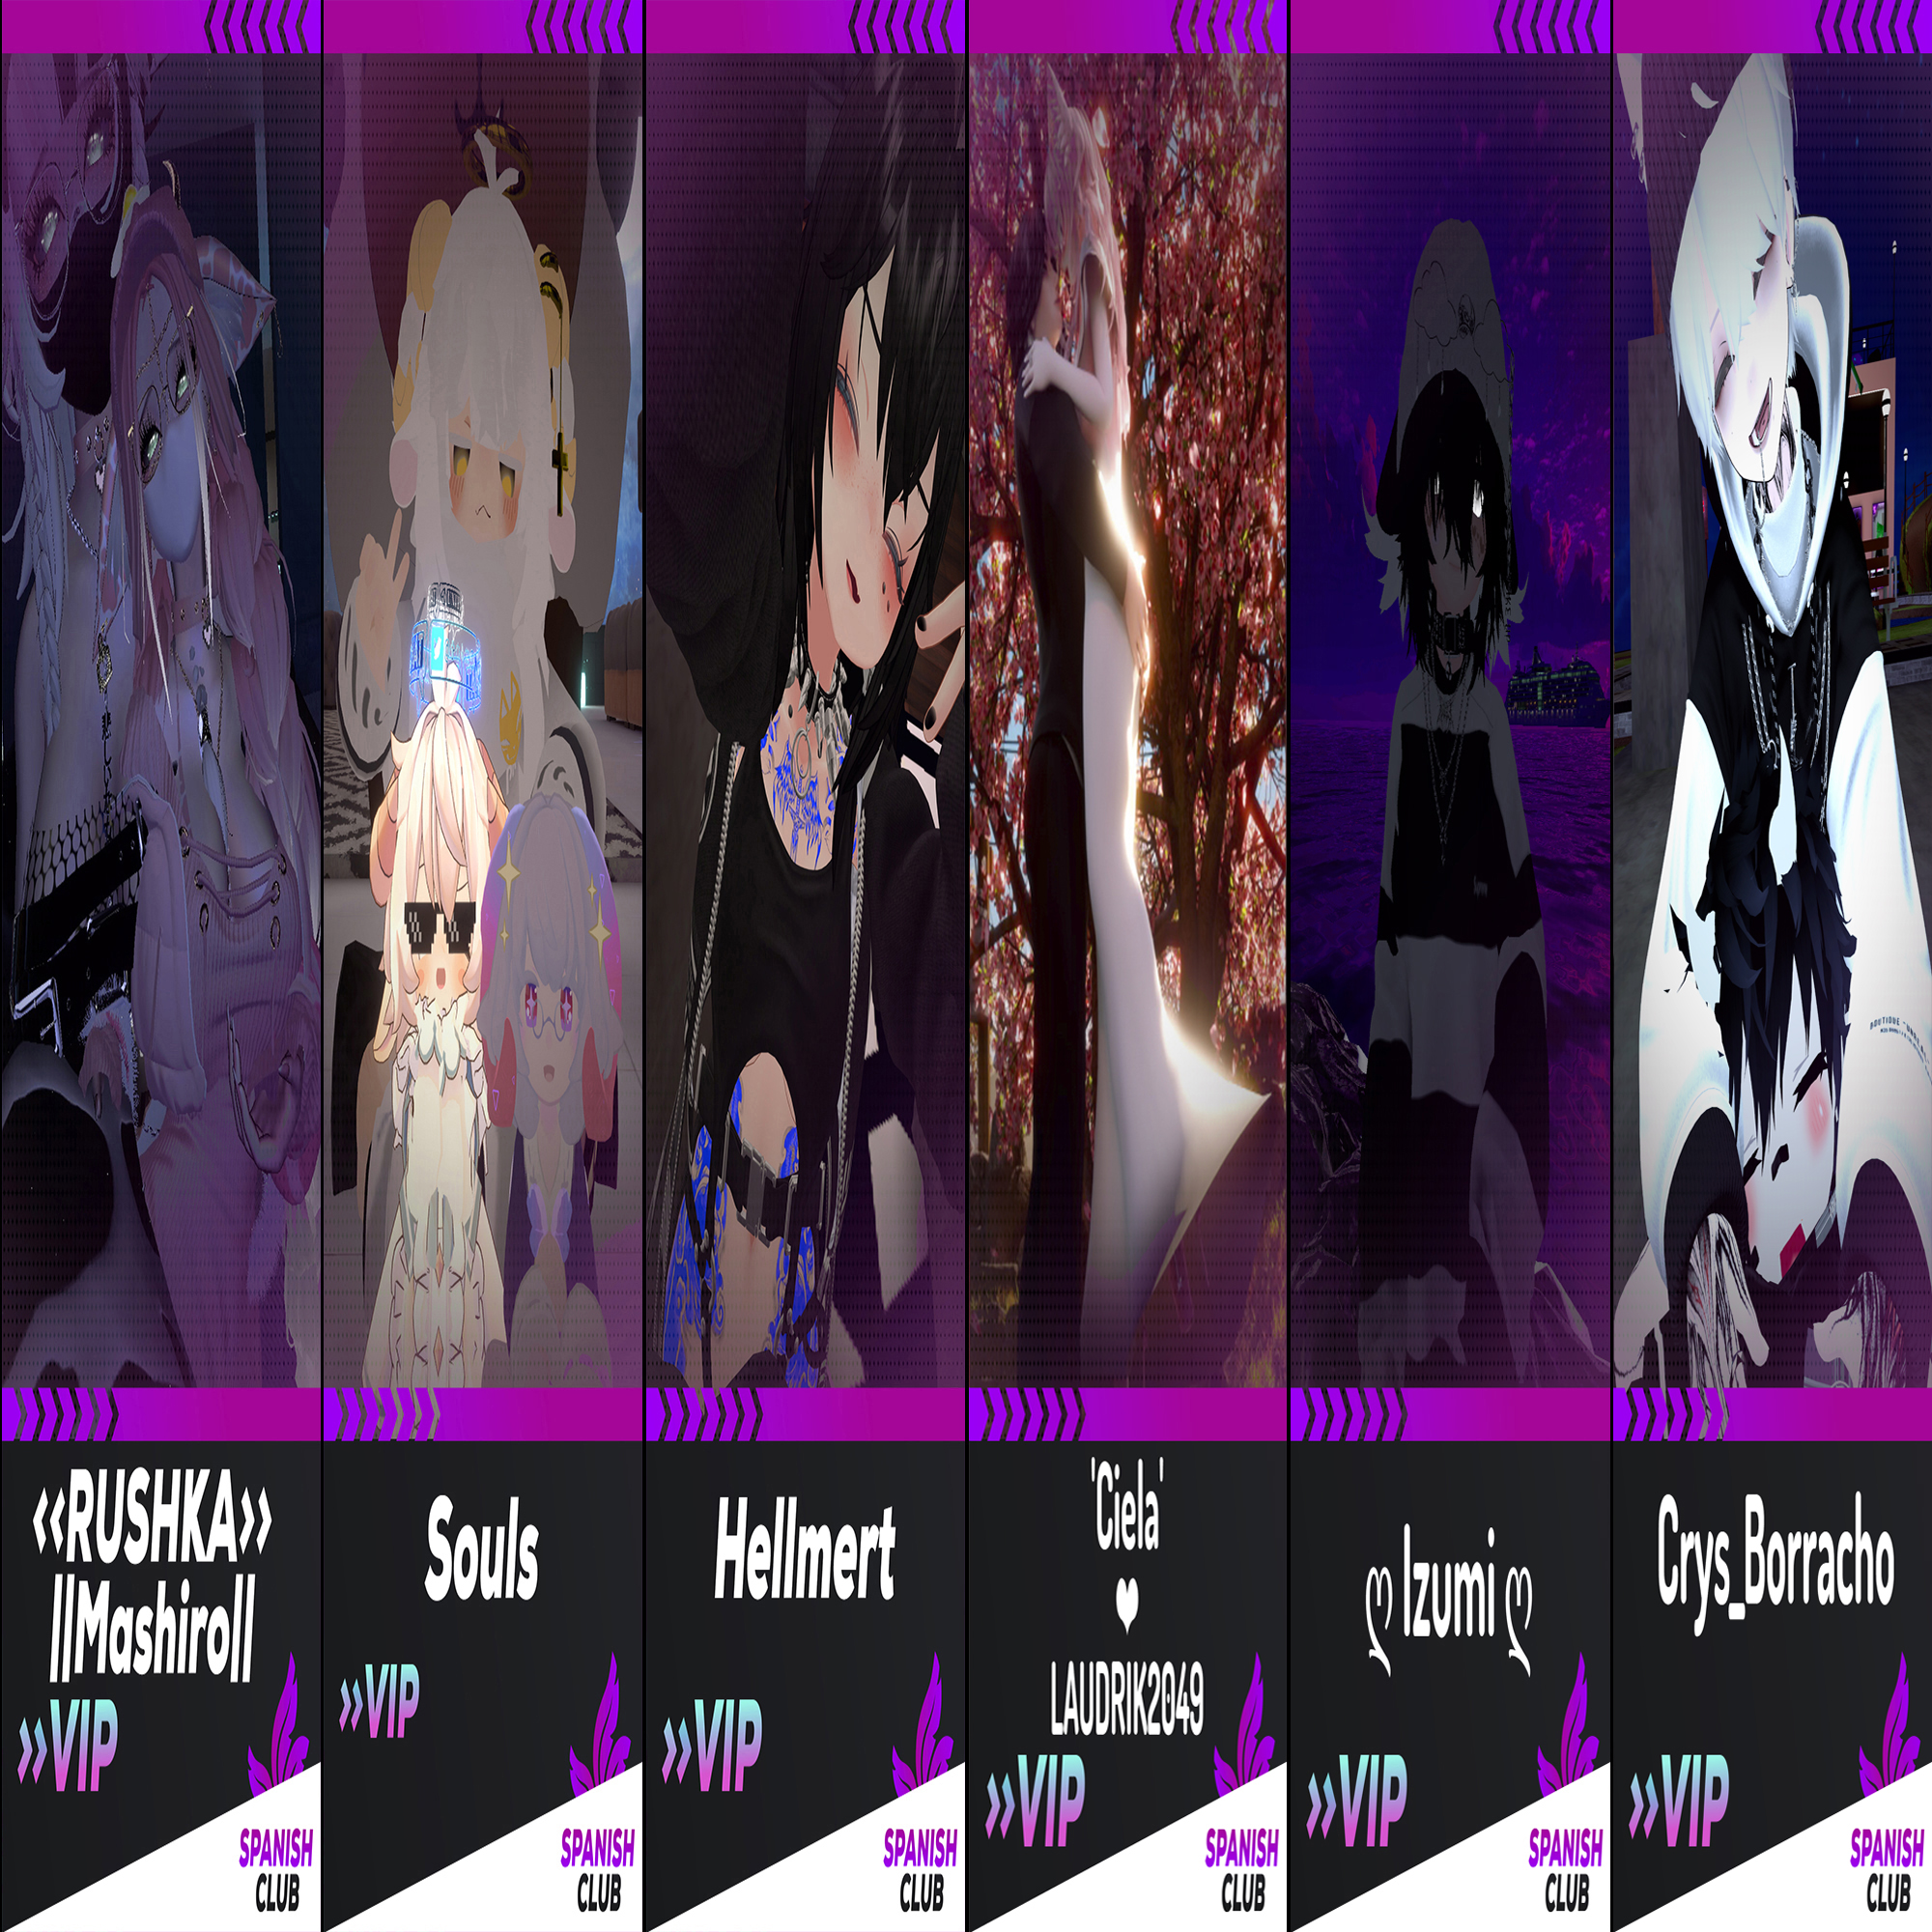 ‹‹RUSHKA››
||Mashiro||
››VIP
SPANISH
CLUB
Souls
››VIP
SPANISH
CLUB
Hellmert
››VIP
SPANISH
CLUB
'Ciela'
❤
LAUDRIK2049
››VIP
SPANISH
CLUB
ღ Izumi ღ
››VIP
SPANISH
CLUB
BOUTIQUE
Crys_Borracho
››VIP
SPANISH
CLUB